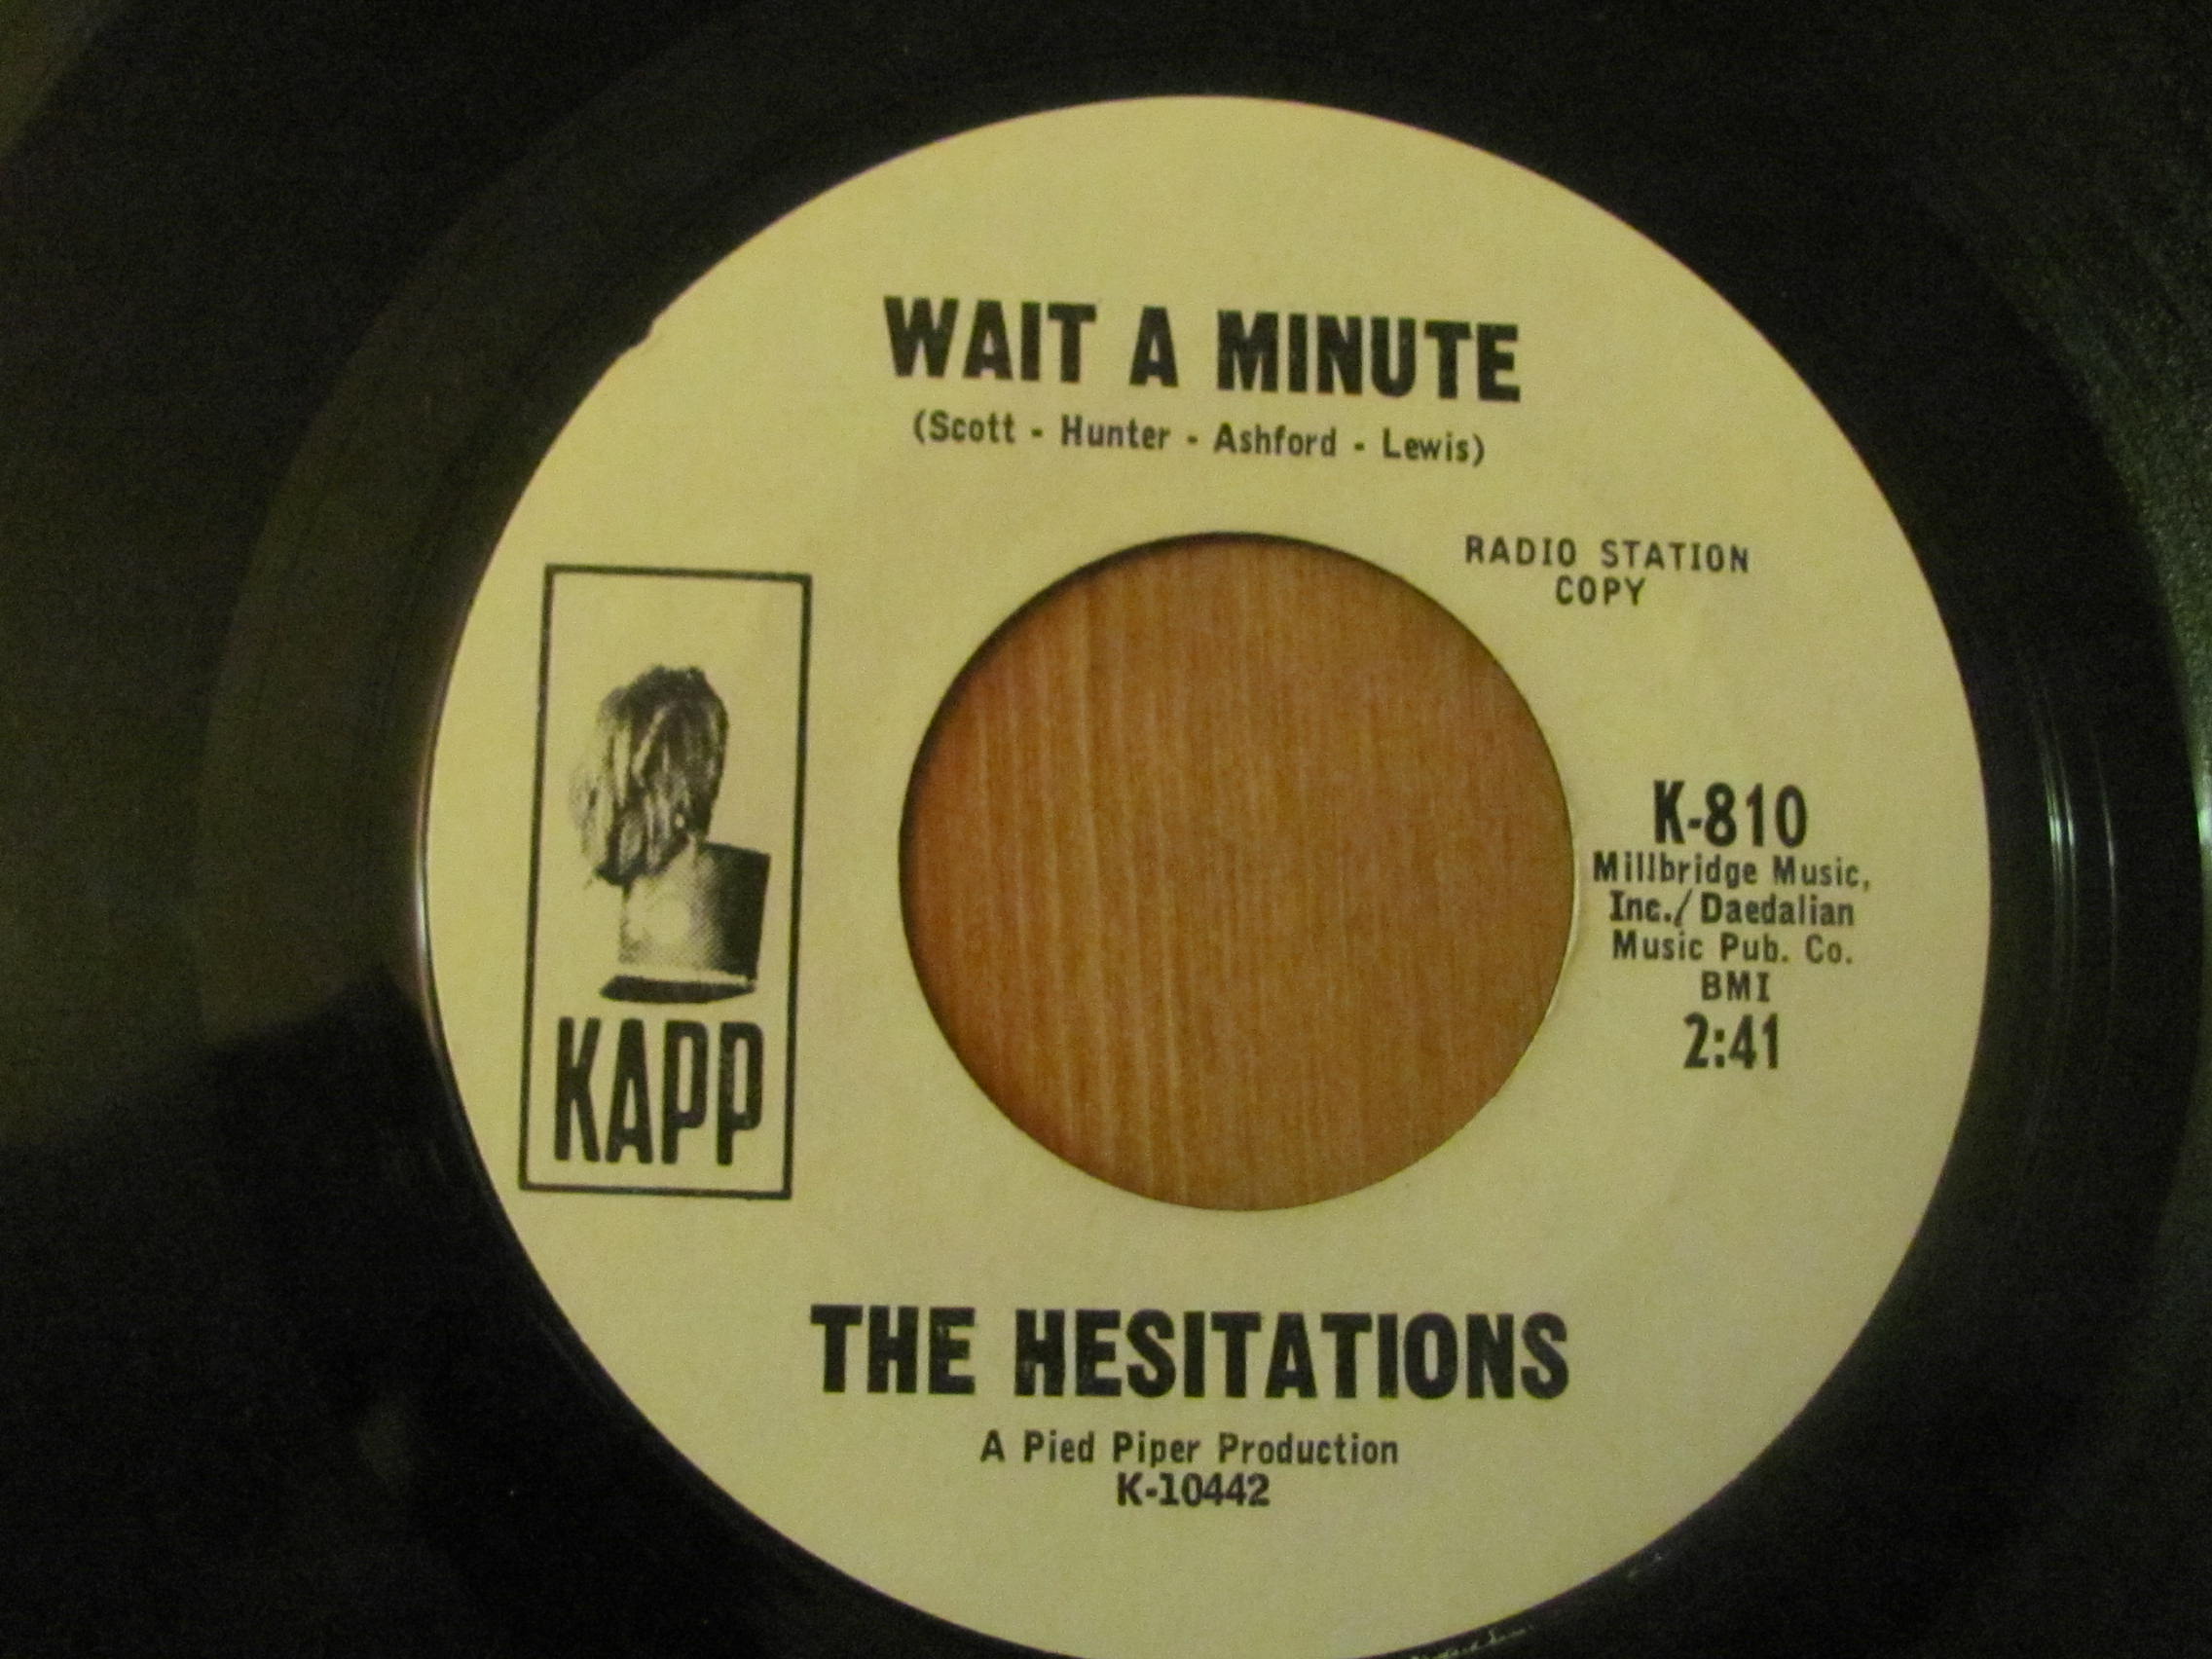 WAIT A MINUTE
(Scott - Hunter - Ashford - Lewis)
RADIO STATION
COPY
KAPP
K-810
Millbridge Music,
Inc./Daedalian
Music Pub. Co.
BMI
2:41
THE HESITATIONS
A Pied Piper Production
K-10442